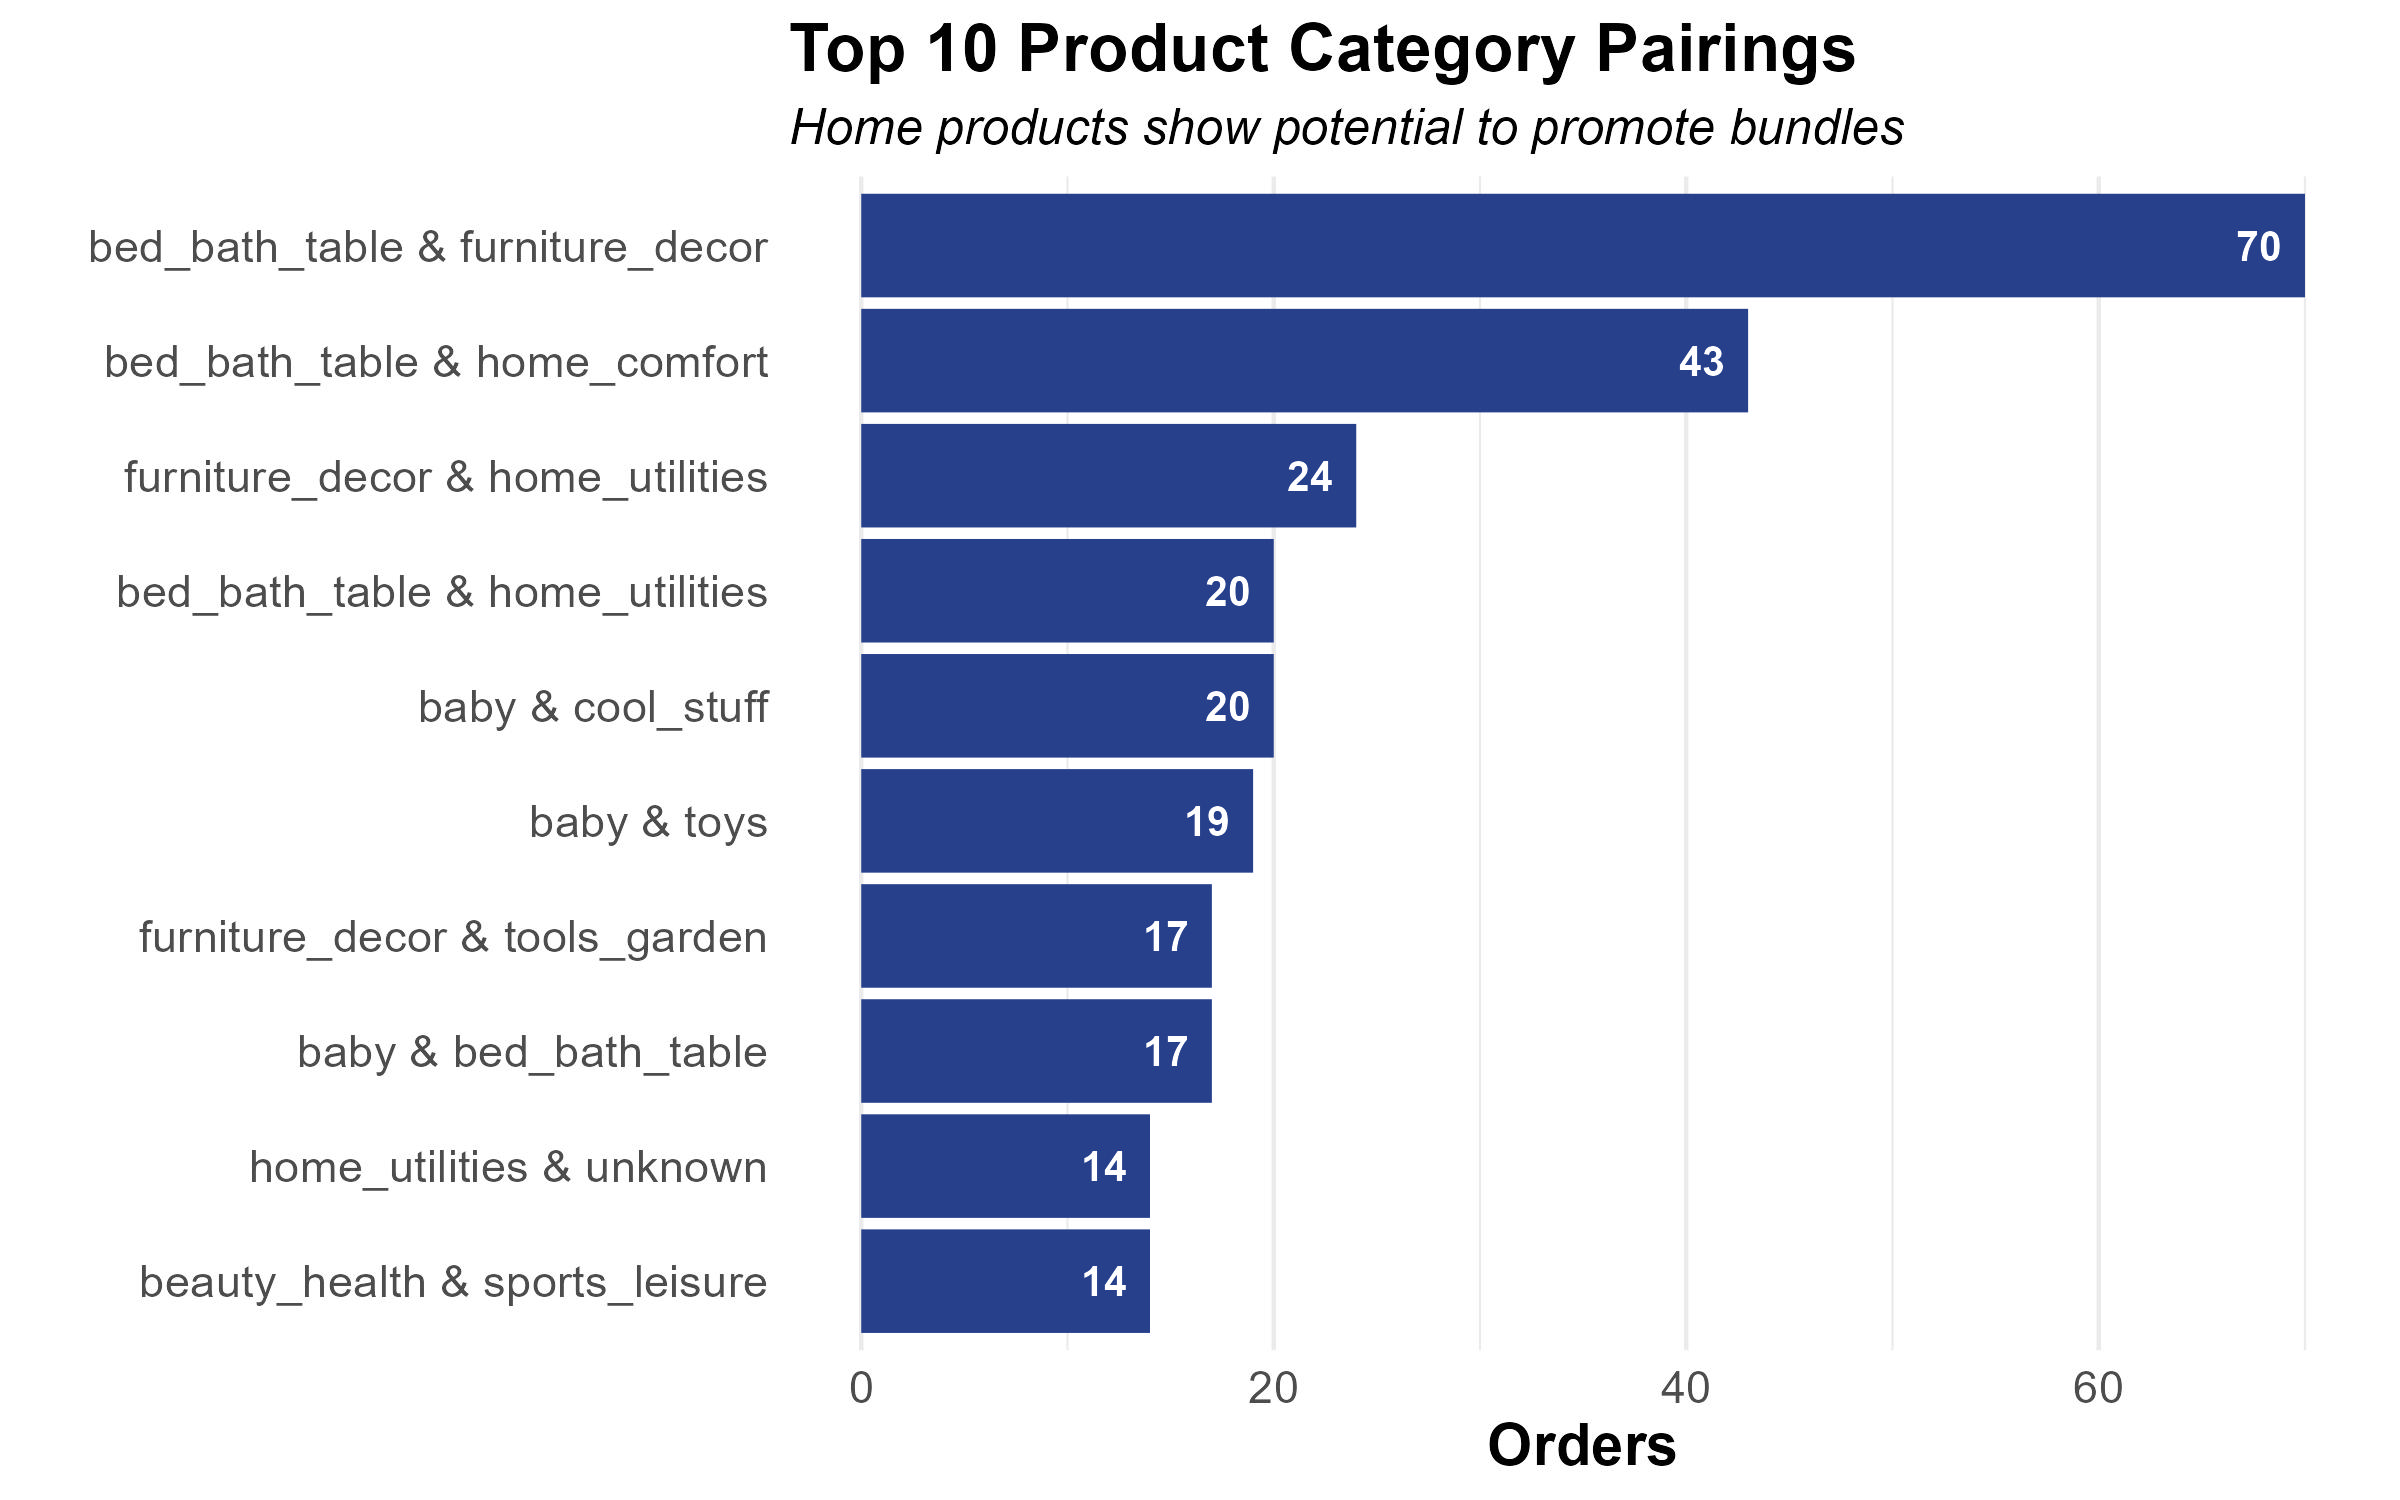 Top 10 Product Category Pairings
Home products show potential to promote bundles
bed_bath_table & furniture_decor 70
bed_bath_table & home_comfort 43
furniture_decor & home_utilities 24
bed_bath_table & home_utilities 20
baby & cool_stuff 20
baby & toys 19
furniture_decor & tools_garden 17
baby & bed_bath_table 17
home_utilities & unknown 14
beauty_health & sports_leisure 14
0 20 40 60
Orders